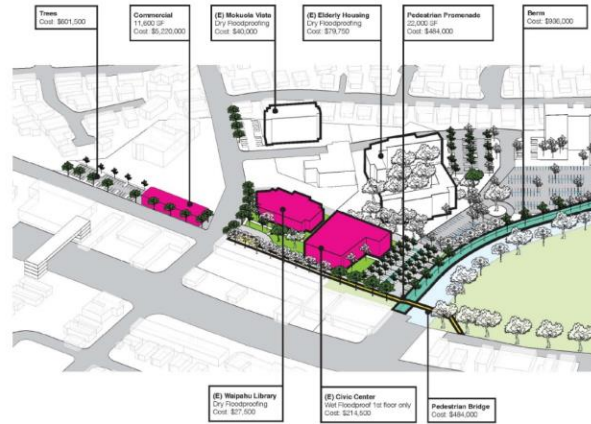 Trees
Cost: $601,500
Commercial
11,600 SF
Cost: $5,220,000
(E) Mokuola Vista
Dry Floodproofing
Cost: $40,000
(E) Elderly Housing
Dry Floodproofing
Cost: $79,750
Pedestrian Promenade
22,000 SF
Cost: $484,000
Berm
Cost: $936,000
(E) Waipahu Library
Dry Floodproofing
Cost: $27,500
(E) Civic Center
Wet Floodproof 1st floor only
Cost: $214,500
Pedestrian Bridge
Cost: $484,000